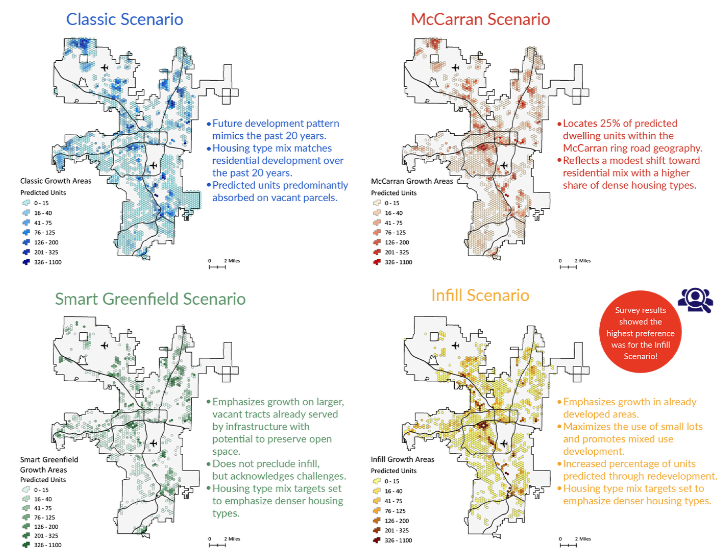 Classic Scenario
•Future development pattern
mimics the past 20 years.
•Housing type mix matches
residential development over
the past 20 years.
•Predicted units predominantly
absorbed on vacant parcels.
Classic Growth Areas
Predicted Units
0 - 15
16 - 40
41 - 75
76 - 125
126 - 200
201 - 325
326 - 1100
0 2 Miles
McCarran Scenario
•Locates 25% of predicted
dwelling units within the
McCarran ring road geography.
•Reflects a modest shift toward
residential mix with a higher
share of dense housing types.
McCarran Growth Areas
Predicted Units
0 - 15
16 - 40
41 - 75
76 - 125
126 - 200
201 - 325
326 - 1100
0 2 Miles
Smart Greenfield Scenario
•Emphasizes growth on larger,
vacant tracts already served
by infrastructure with
potential to preserve open
space.
•Does not preclude infill,
but acknowledges challenges.
•Housing type mix targets set
to emphasize denser housing
types.
Smart Greenfield
Growth Areas
Predicted Units
0 - 15
16 - 40
41 - 75
76 - 125
126 - 200
201 - 325
326 - 1100
0 2 Miles
Infill Scenario
Survey results
showed the
highest preference
was for the Infill
Scenario!
•Emphasizes growth in already
developed areas.
•Maximizes the use of small lots
and promotes mixed use
development.
•Increased percentage of units
predicted through redevelopment.
•Housing type mix targets set to
emphasize denser housing types.
Infill Growth Areas
Predicted Units
0 - 15
16 - 40
41 - 75
76 - 125
126 - 200
201 - 325
326 - 1100
0 2 Miles